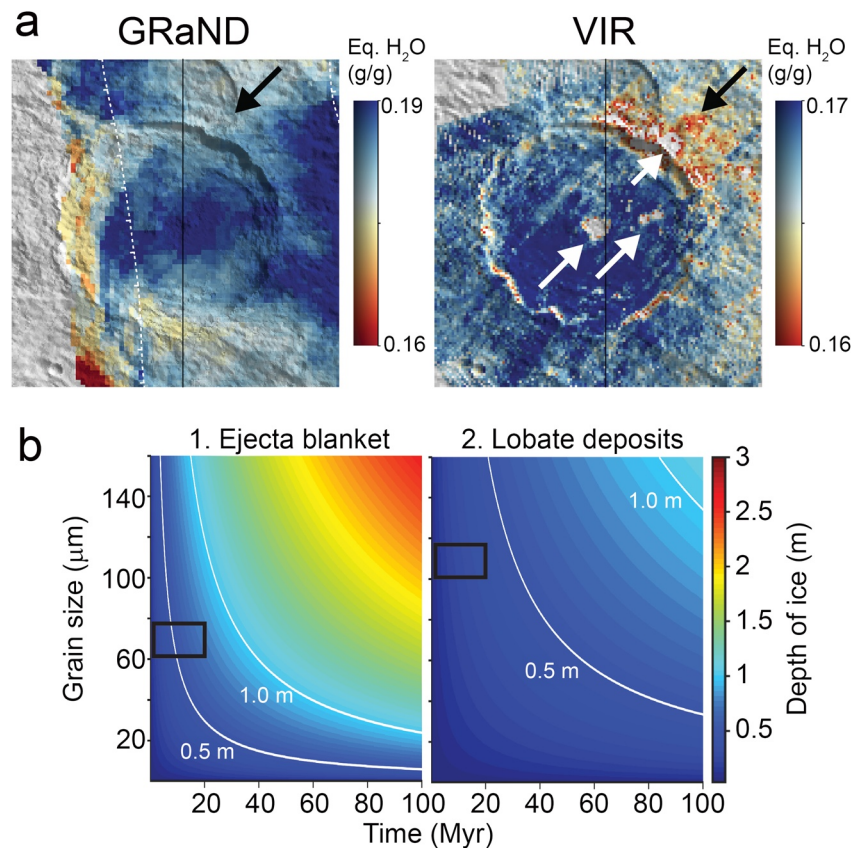 a
GRaND
VIR
Eq. H2O
(g/g)
0.19
0.16
Eq. H2O
(g/g)
0.17
0.16
b
1. Ejecta blanket
2. Lobate deposits
Grain size (μm)
140
100
60
20
0.5 m
1.0 m
0.5 m
1.0 m
3
2.5
2
1.5
1
0.5
Depth of ice (m)
20 40 60 80 100
00 20 40 60 80 100
Time (Myr)